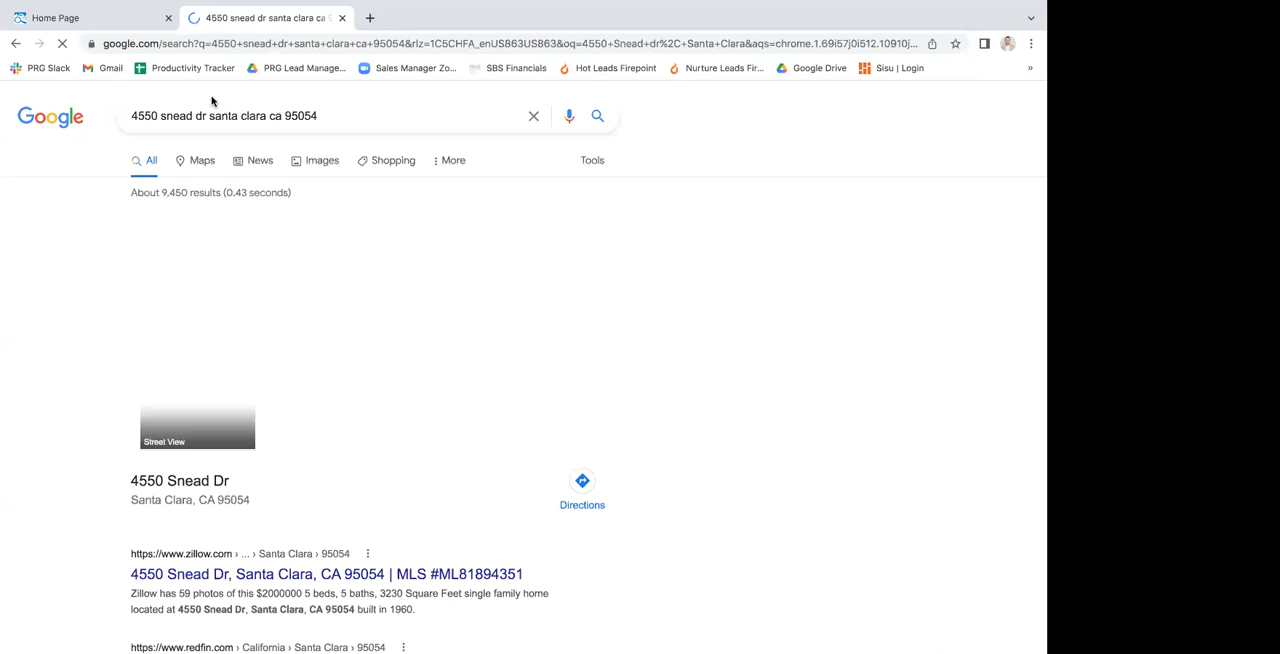 Home Page
4550 snead dr santa clara ca 9
google.com/search?q=4550+snead+dr+santa+clara+ca+95054&rlz=1C5CHFA_enUS863US863&oq=4550+Snead+dr%2C+Santa+Clara&aqs=chrome.1.69i57j0i512.10910j...
PRG Slack
Gmail
Productivity Tracker
PRG Lead Manage...
Sales Manager Zo...
SBS Financials
Hot Leads Firepoint
Nurture Leads Fir...
Google Drive
Sisu | Login
»
Google
4550 snead dr santa clara ca 95054
All
Maps
News
Images
Shopping
More
Tools
About 9,450 results (0.43 seconds)
Street View
4550 Snead Dr
Santa Clara, CA 95054
Directions
https://www.zillow.com › ... › Santa Clara › 95054
4550 Snead Dr, Santa Clara, CA 95054 | MLS #ML81894351
Zillow has 59 photos of this $2000000 5 beds, 5 baths, 3230 Square Feet single family home
located at 4550 Snead Dr, Santa Clara, CA 95054 built in 1960.
https://www.redfin.com › California › Santa Clara › 95054